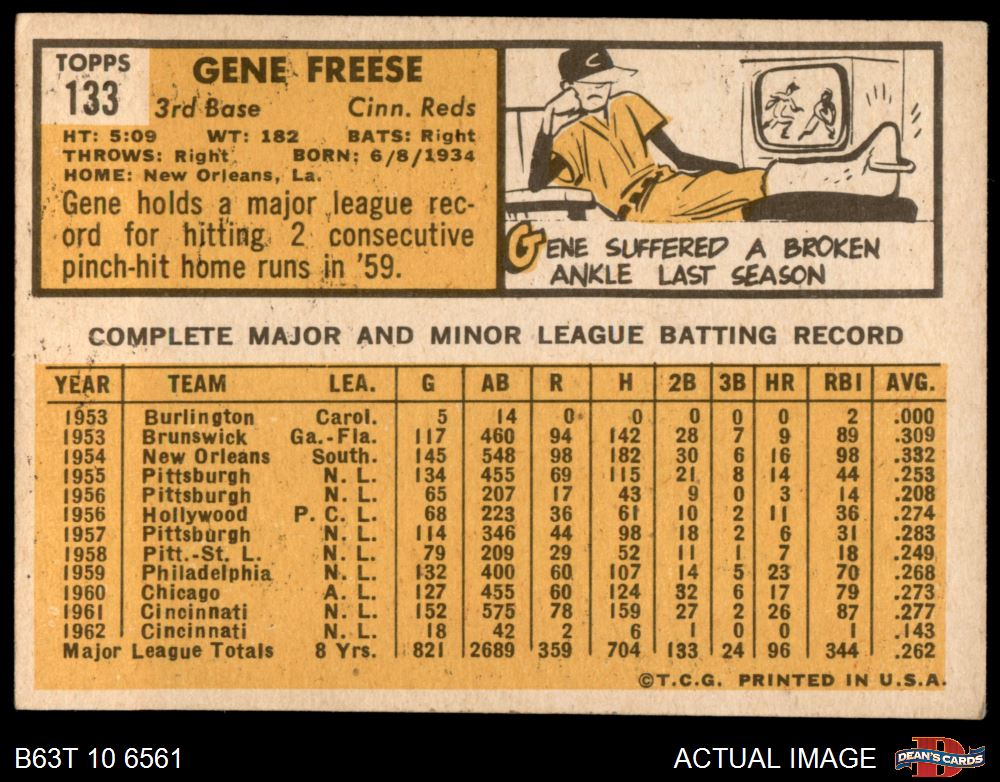 TOPPS
133
GENE FREESE
3rd Base Cinn. Reds
HT: 5:09 WT: 182 BATS: Right
THROWS: Right BORN: 6/8/1934
HOME: New Orleans, La.
Gene holds a major league rec-
ord for hitting 2 consecutive
pinch-hit home runs in '59.
C
GENE SUFFERED A BROKEN
ANKLE LAST SEASON
COMPLETE MAJOR AND MINOR LEAGUE BATTING RECORD
YEAR TEAM LEA. G AB R H 2B 3B HR RBI AVG.
1953 Burlington Carol. 5 14 0 0 0 0 0 2 .000
1953 Brunswick Ga.-Fla. 117 460 94 142 28 7 9 89 .309
1954 New Orleans South. 145 548 98 182 30 6 16 98 .332
1955 Pittsburgh N. L. 134 455 69 115 21 8 14 44 .253
1956 Pittsburgh N. L. 65 207 17 43 9 0 3 14 .208
1956 Hollywood P. C. L. 68 223 36 61 10 2 11 36 .274
1957 Pittsburgh N. L. 114 346 44 98 18 2 6 31 .283
1958 Pitt.-St. L. N. L. 79 209 29 52 11 1 7 18 .249
1959 Philadelphia N. L. 132 400 60 107 14 5 23 70 .268
1960 Chicago A. L. 127 455 60 124 32 6 17 79 .273
1961 Cincinnati N. L. 152 575 78 159 27 2 26 87 .277
1962 Cincinnati N. L. 18 42 2 6 1 0 0 1 .143
Major League Totals 8 Yrs. 821 2689 359 704 133 24 96 344 .262
©T.C.G. PRINTED IN U.S.A.
B63T 10 6561
ACTUAL IMAGE
D
DEAN'S CARDS